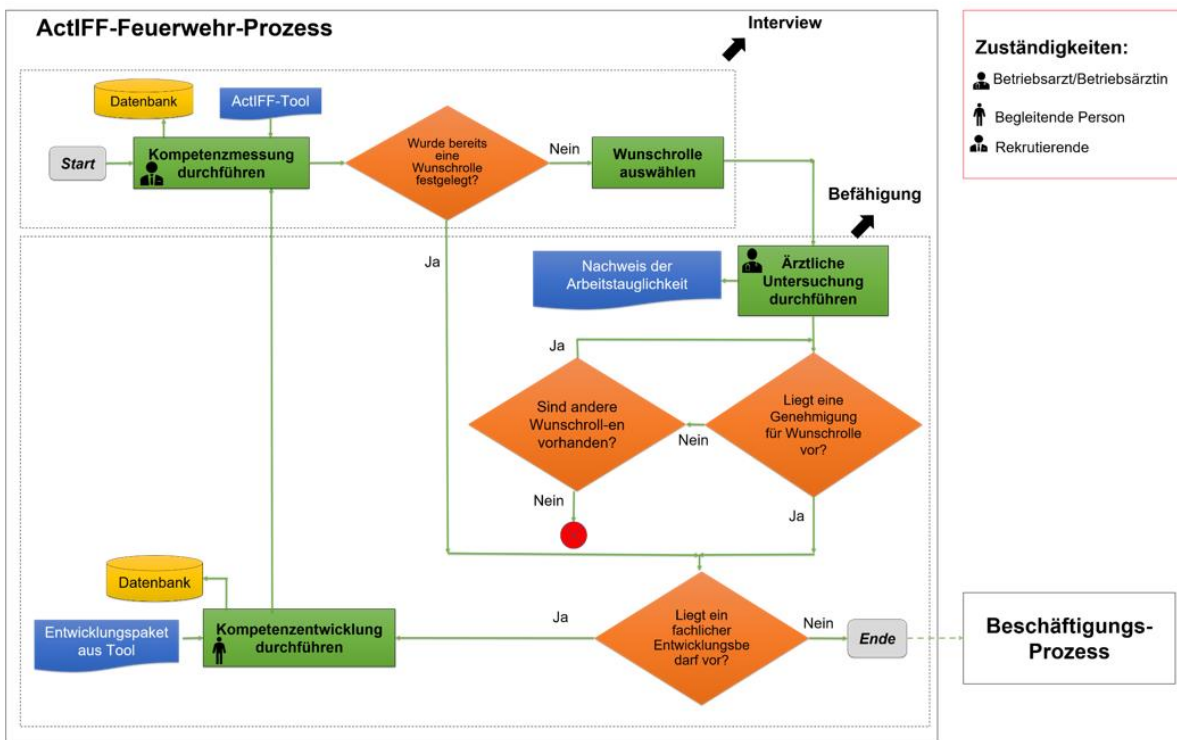 ActIFF-Feuerwehr-Prozess
Interview
Zuständigkeiten:
Betriebsarzt/Betriebsärztin
Begleitende Person
Rekrutierende
Datenbank
ActIFF-Tool
Start
Kompetenzmessung
durchführen
Wurde bereits
eine
Wunschrolle
festgelegt?
Nein
Wunschrolle
auswählen
Befähigung
Ja
Nachweis der
Arbeitstauglichkeit
Ärztliche
Untersuchung
durchführen
Ja
Sind andere
Wunschroll-en
vorhanden?
Nein
Liegt eine
Genehmigung
für Wunschrolle
vor?
Nein
Ja
Datenbank
Entwicklungspaket
aus Tool
Kompetenzentwicklung
durchführen
Ja
Liegt ein
fachlicher
Entwicklungsbe
darf vor?
Nein
Ende
Beschäftigungs-
Prozess